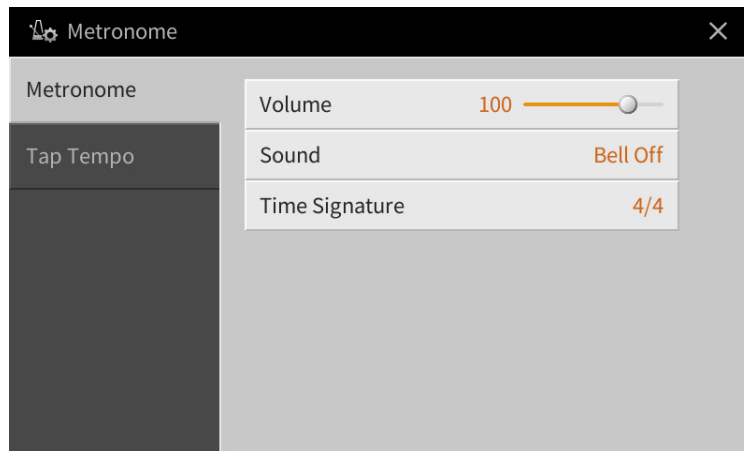 Metronome
Metronome
Tap Tempo
Volume 100
Sound Bell Off
Time Signature 4/4